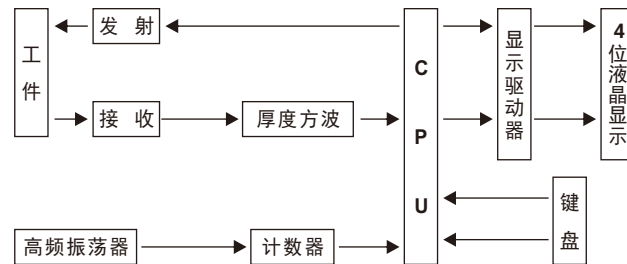 工件
发 射
接 收
厚度方波
C P U
显示驱动器
4位液晶显示
键盘
高频振荡器
计数器